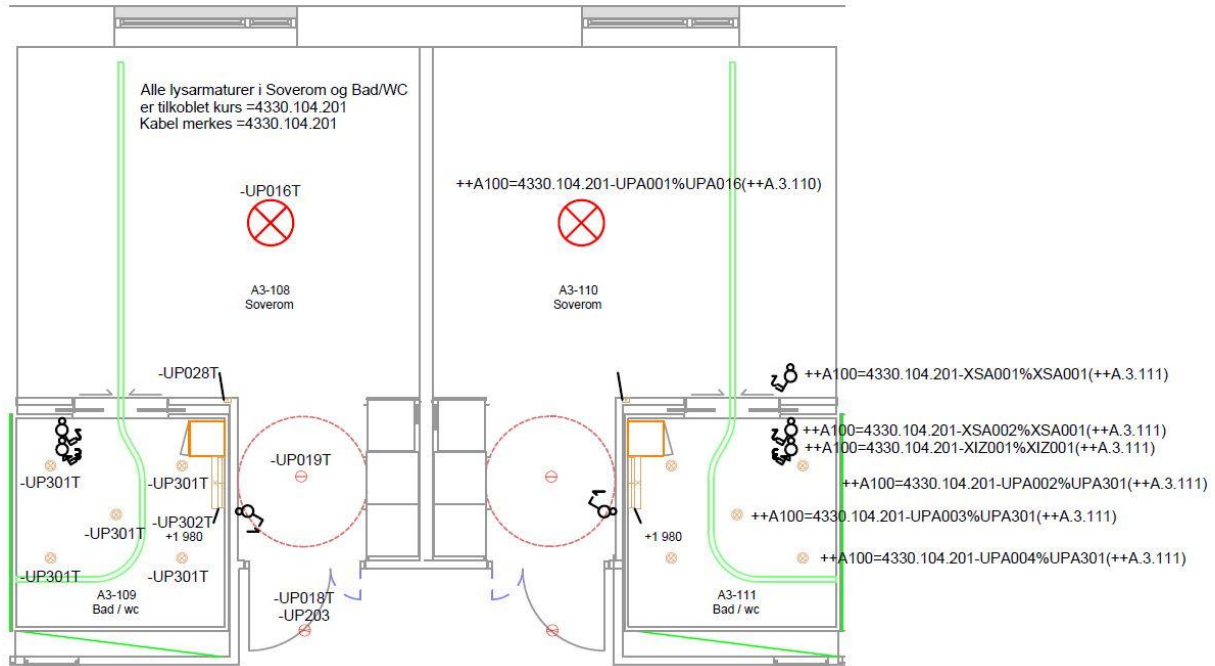 Alle lysarmaturer i Soverom og Bad/WC
er tilkoblet kurs =4330.104.201
Kabel merkes =4330.104.201
-UP016T
++A100=4330.104.201-UPA001%UPA016(++A.3.110)
A3-108
Soverom
A3-110
Soverom
-UP028T
++A100=4330.104.201-XSA001%XSA001(++A.3.111)
++A100=4330.104.201-XSA002%XSA001(++A.3.111)
++A100=4330.104.201-XIZ001%XIZ001(++A.3.111)
-UP019T
-UP301T
-UP301T
++A100=4330.104.201-UPA002%UPA301(++A.3.111)
-UP301T
-UP302T
+1 980
+1 980
++A100=4330.104.201-UPA003%UPA301(++A.3.111)
-UP301T
-UP301T
++A100=4330.104.201-UPA004%UPA301(++A.3.111)
A3-109
Bad / wc
-UP018T
-UP203
A3-111
Bad / wc